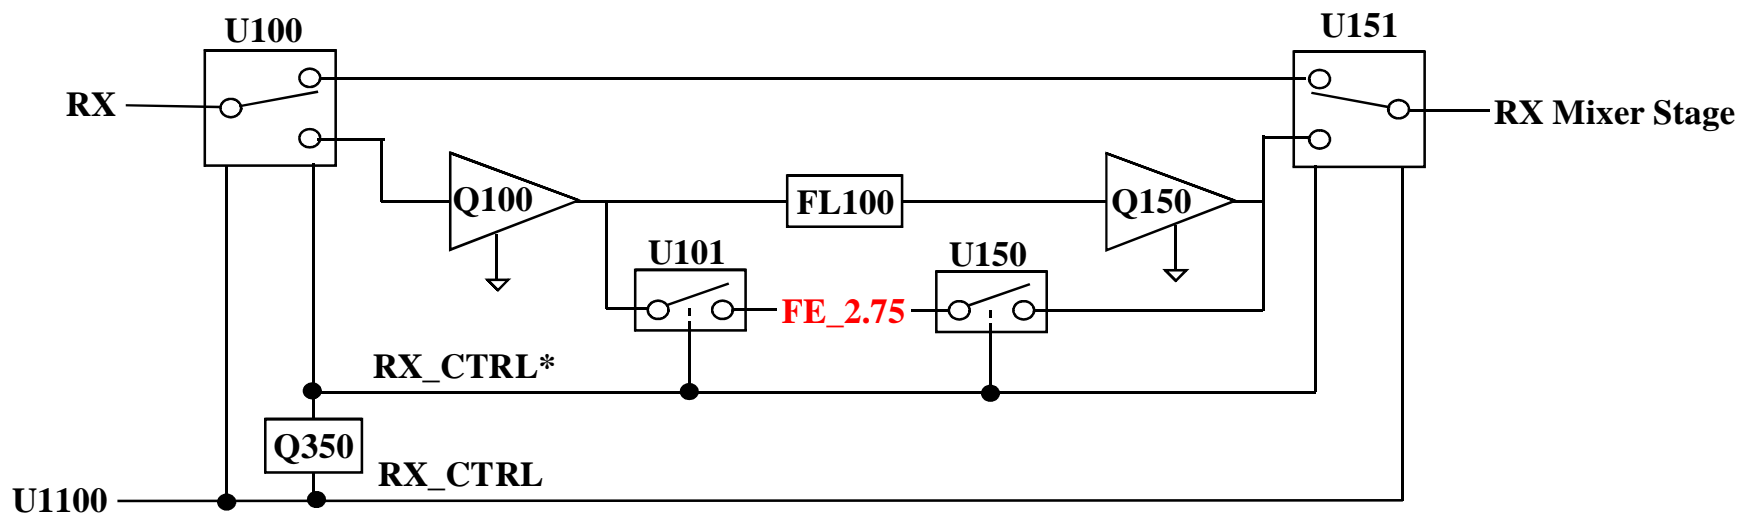 U100
U151
RX
RX Mixer Stage
Q100
FL100
Q150
U101
U150
FE_2.75
RX_CTRL*
Q350
RX_CTRL
U1100